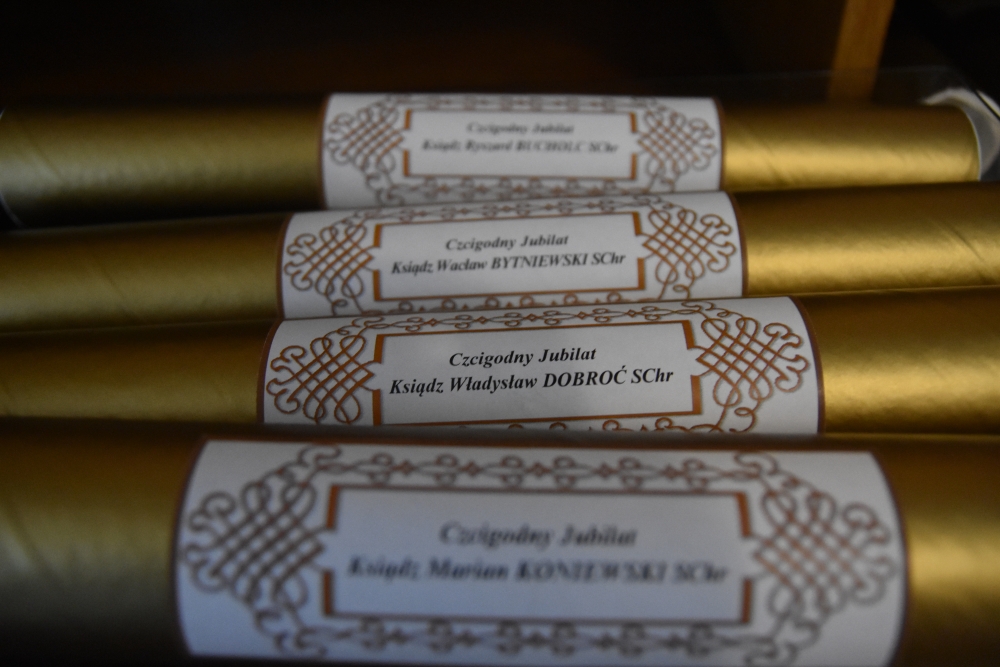 Czcigodny Jubilat
Ksiądz Ryszard BUCHOLC SChr
Czcigodny Jubilat
Ksiądz Wacław BYTNIEWSKI SChr
Czcigodny Jubilat
Ksiądz Władysław DOBROĆ SChr
Czcigodny Jubilat
Ksiądz Marian KONIEWSKI SChr